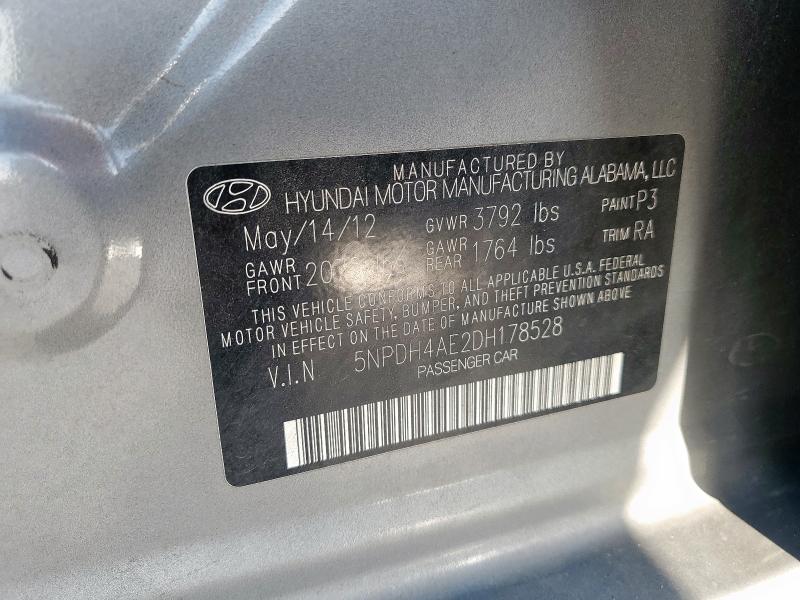 MANUFACTURED BY
HYUNDAI MOTOR MANUFACTURING ALABAMA, LLC
May/14/12 GVWR 3792 lbs PAINT P3
GAWR FRONT lbs GAWR REAR 1764 lbs TRIM RA
THIS VEHICLE CONFORMS TO ALL APPLICABLE U.S.A. FEDERAL
MOTOR VEHICLE SAFETY, BUMPER, AND THEFT PREVENTION STANDARDS
IN EFFECT ON THE DATE OF MANUFACTURE SHOWN ABOVE
V.I.N 5NPDH4AE2DH178528
PASSENGER CAR